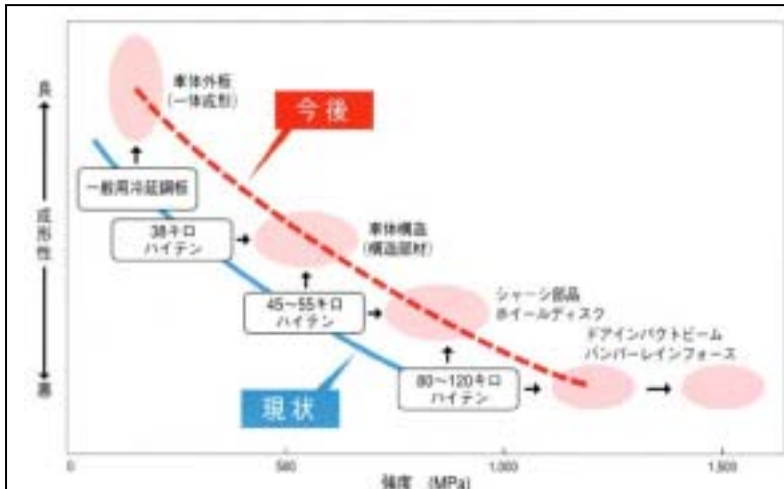 良
成形性
悪
車体外板
(一体成形)
今後
一般用冷延鋼板
38キロ
ハイテン
車体構造
(構造部材)
45~55キロ
ハイテン
シャーシ部品
ホイールディスク
ドアインパクトビーム
バンパーレインフォース
80~120キロ
ハイテン
現状
0
500
1,000
1,500
強度 (MPa)